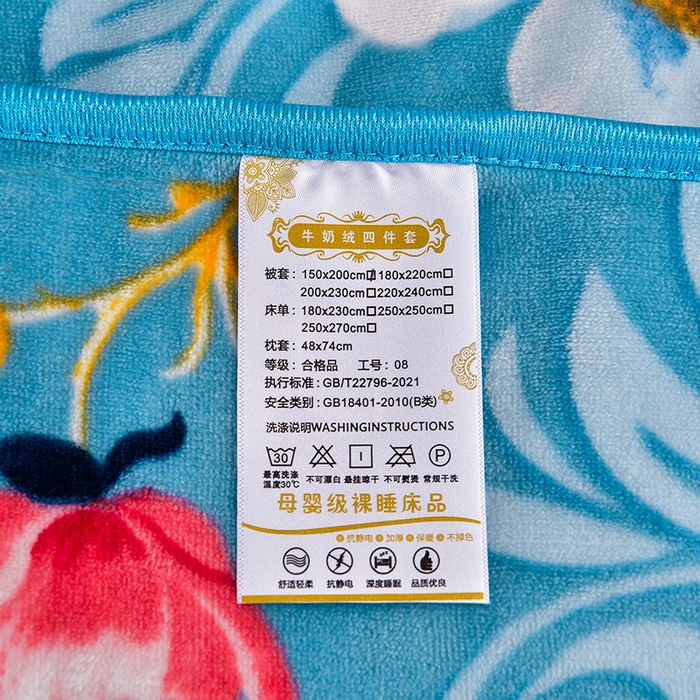 牛奶绒四件套
被套：150x200cm☑180x220cm□
200x230cm□220x240cm□
床单：180x230cm□250x250cm□
250x270cm□
枕套：48x74cm
等级：合格品 工号：08
执行标准：GB/T22796-2021
安全类别：GB18401-2010(B类)
洗涤说明WASHINGINSTRUCTIONS
30 P
最高洗涤温度30℃ 不可漂白 悬挂晾干 不可熨烫 常规干洗
母婴级裸睡床品
抗静电 加厚 保暖 不掉色
舒适轻柔 抗静电 深度睡眠 品质优良